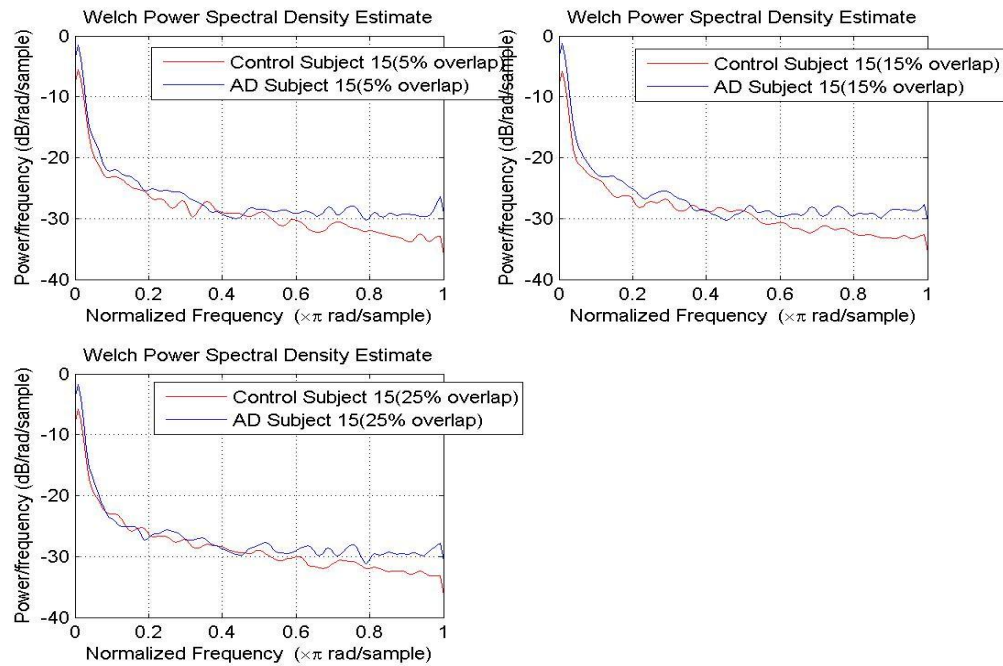 Welch Power Spectral Density Estimate
0
-10
-20
-30
-40
Power/frequency (dB/rad/sample)
Control Subject 15(5% overlap)
AD Subject 15(5% overlap)
0 0.2 0.4 0.6 0.8 1
Normalized Frequency (×π rad/sample)
Welch Power Spectral Density Estimate
0
-10
-20
-30
-40
Power/frequency (dB/rad/sample)
Control Subject 15(15% overlap)
AD Subject 15(15% overlap)
0 0.2 0.4 0.6 0.8 1
Normalized Frequency (×π rad/sample)
Welch Power Spectral Density Estimate
0
-10
-20
-30
-40
Power/frequency (dB/rad/sample)
Control Subject 15(25% overlap)
AD Subject 15(25% overlap)
0 0.2 0.4 0.6 0.8 1
Normalized Frequency (×π rad/sample)